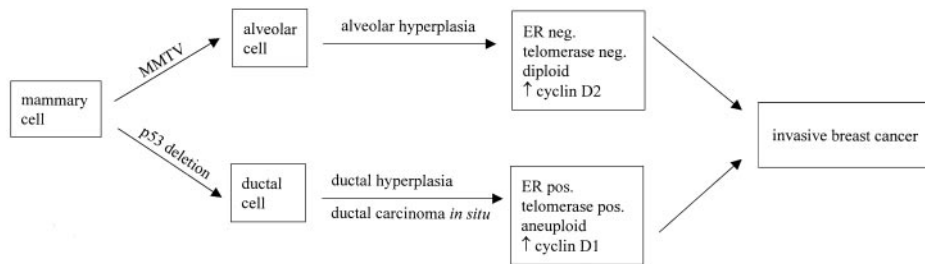 mammary
cell
MMTV
p53 deletion
alveolar
cell
alveolar hyperplasia
ER neg.
telomerase neg.
diploid
↑ cyclin D2
ductal
cell
ductal hyperplasia
ductal carcinoma in situ
ER pos.
telomerase pos.
aneuploid
↑ cyclin D1
invasive breast cancer